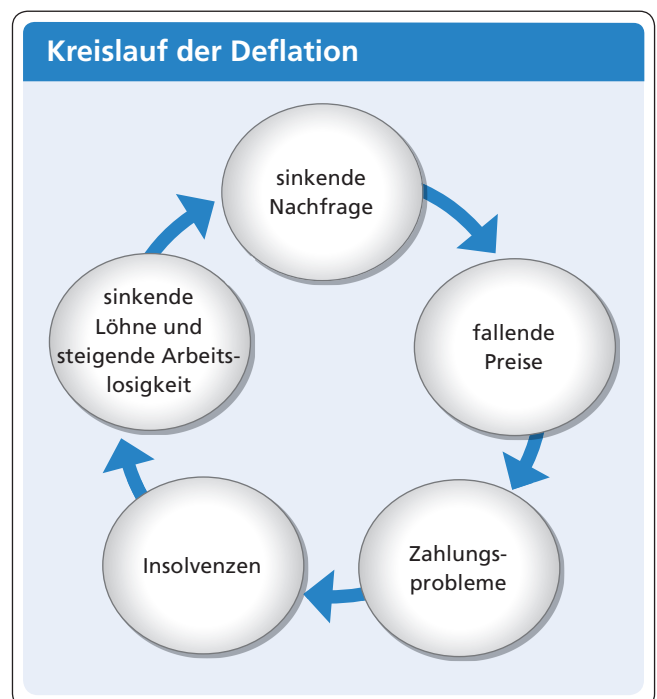 Kreislauf der Deflation
sinkende
Nachfrage
fallende
Preise
Zahlungs-
probleme
Insolvenzen
sinkende
Löhne und
steigende Arbeits-
losigkeit